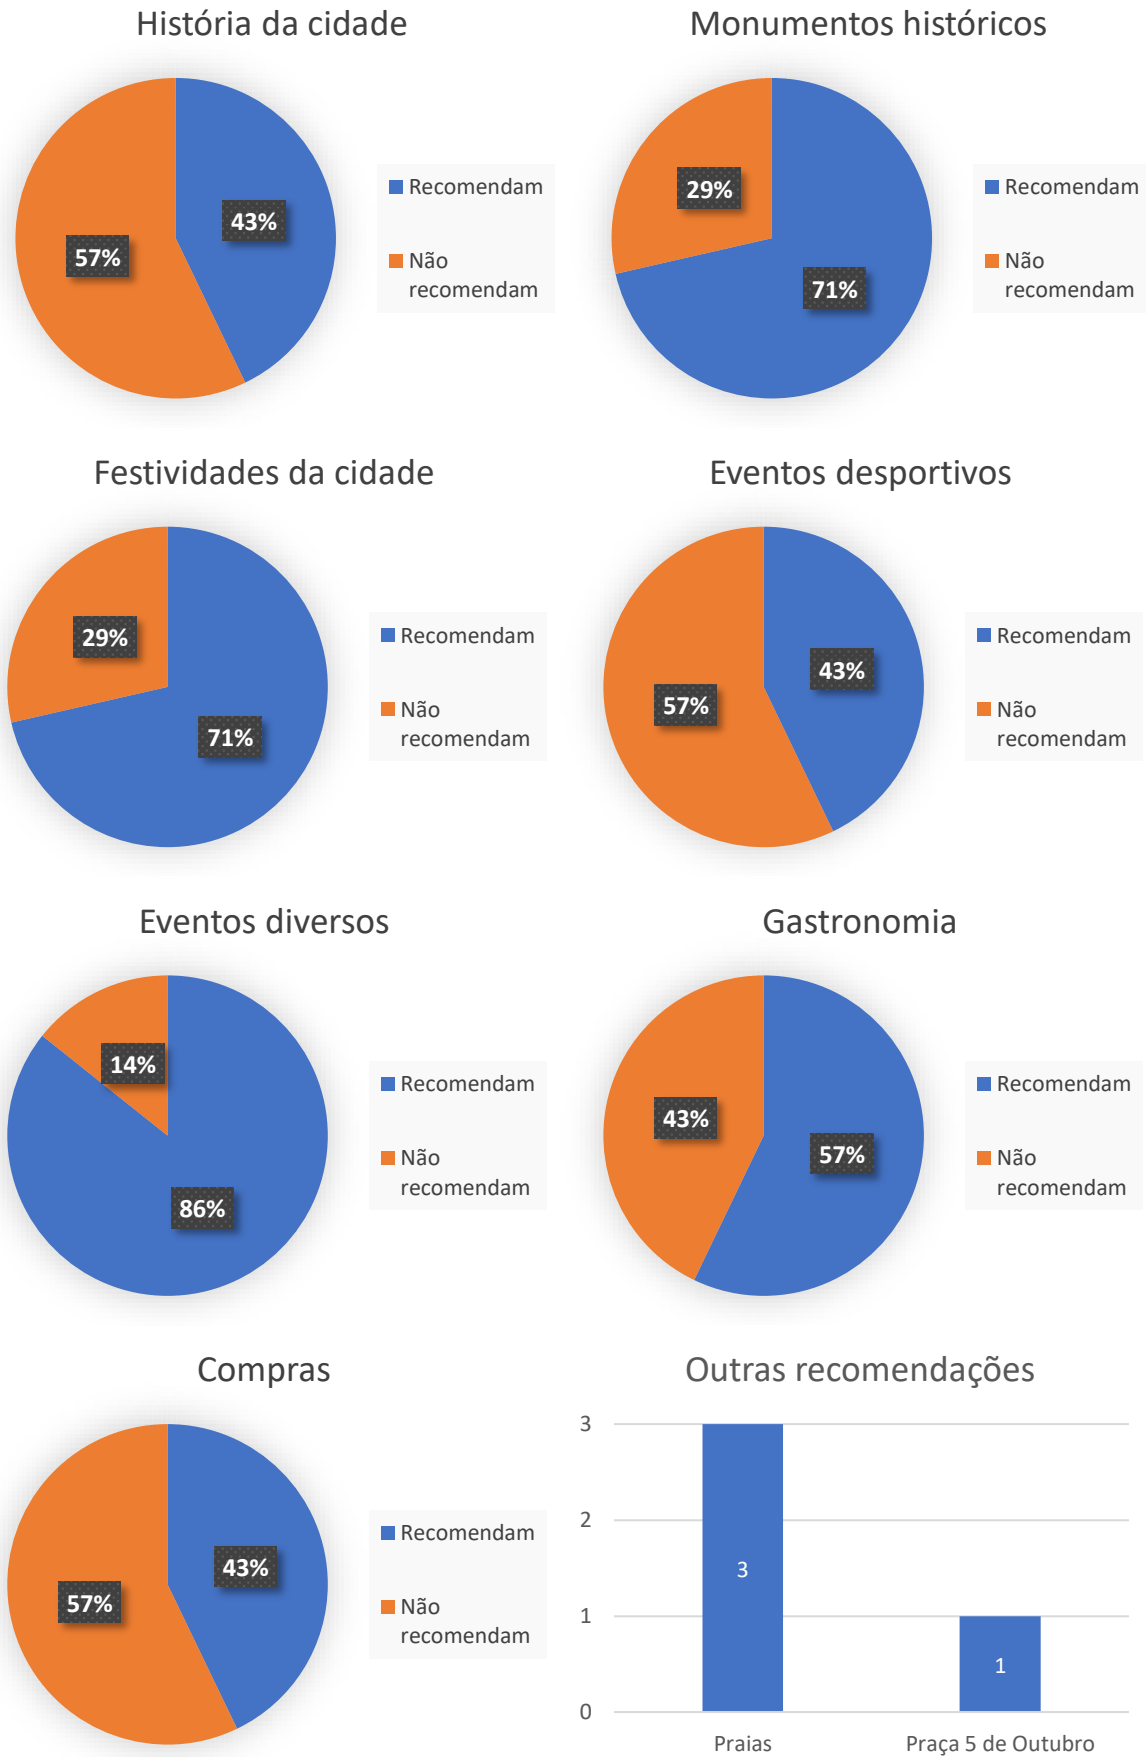 História da cidade
43%
57%
Recomendam
Não
recomendam
Monumentos históricos
29%
71%
Recomendam
Não
recomendam
Festividades da cidade
29%
71%
Recomendam
Não
recomendam
Eventos desportivos
43%
57%
Recomendam
Não
recomendam
Eventos diversos
14%
86%
Recomendam
Não
recomendam
Gastronomia
43%
57%
Recomendam
Não
recomendam
Compras
43%
57%
Recomendam
Não
recomendam
Outras recomendações
3
2
1
0
3
1
Praias
Praça 5 de Outubro